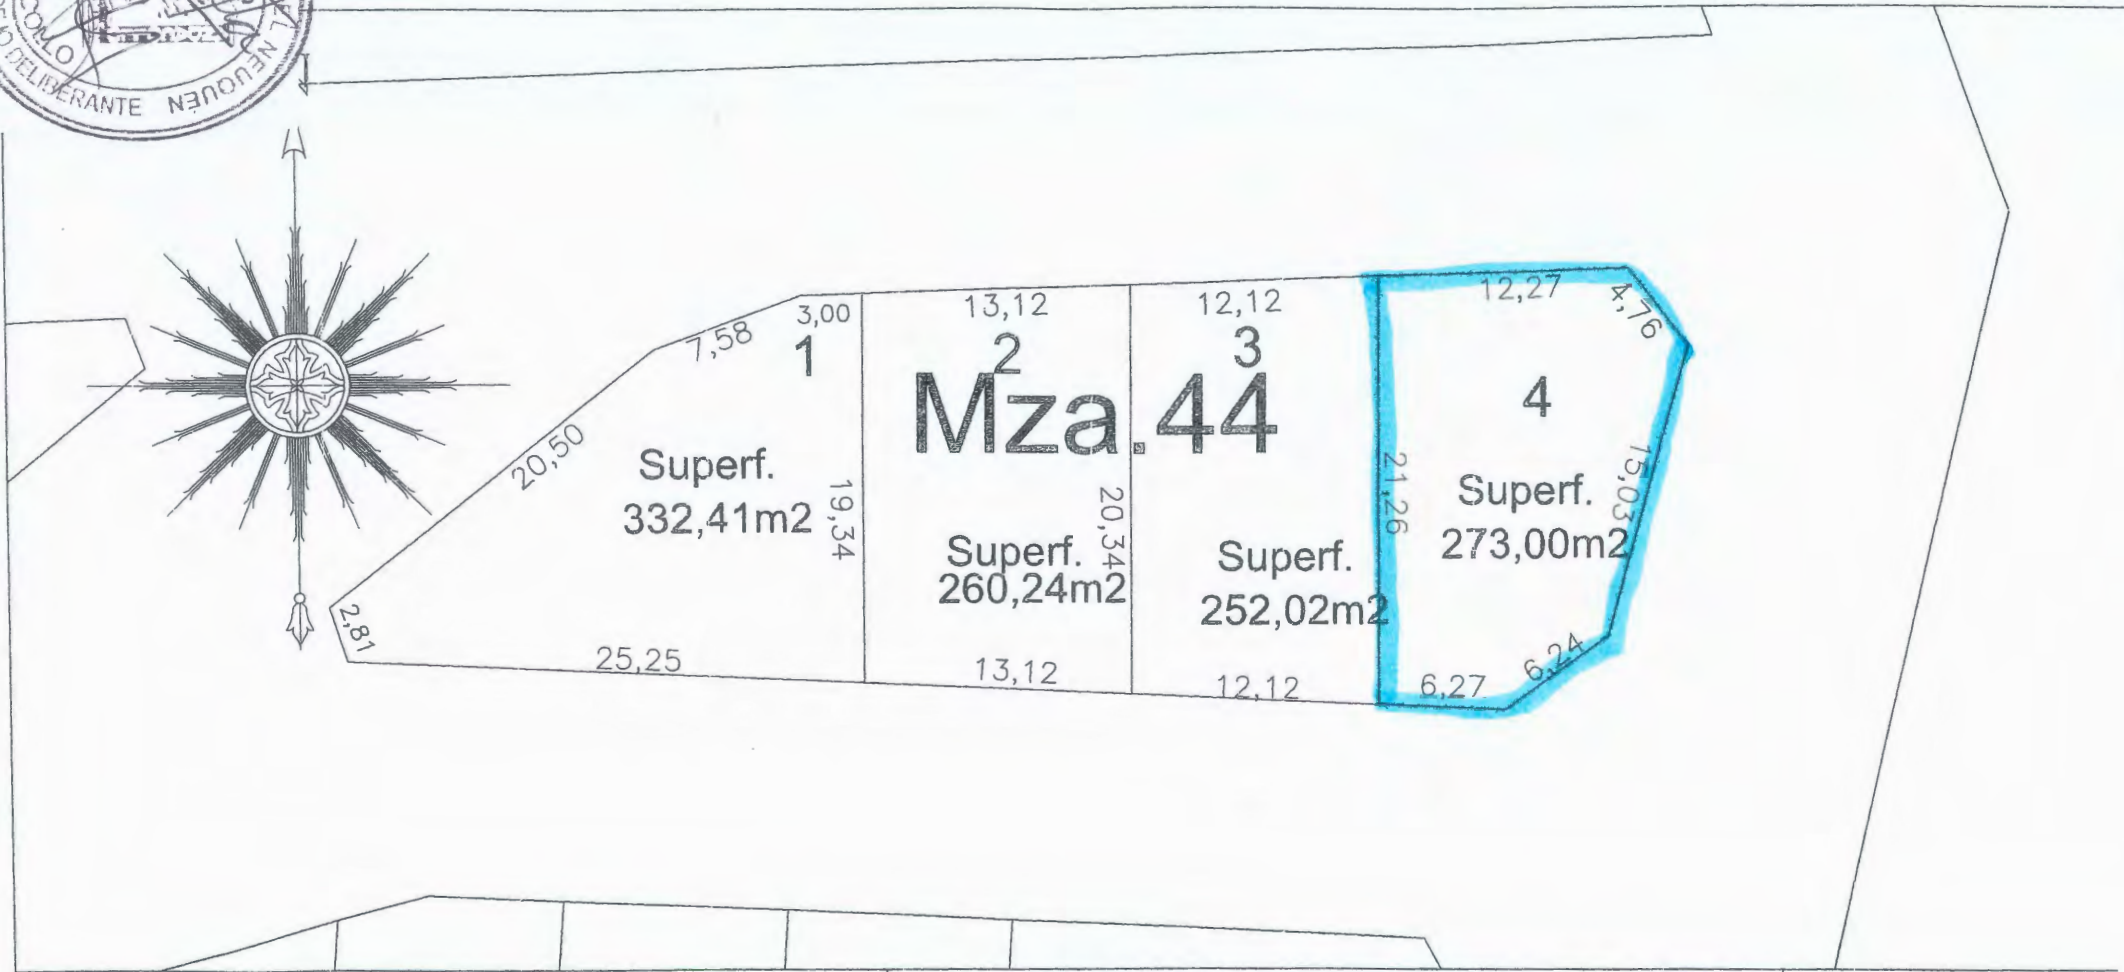 COLO
DELIBERANTE
NEUQUEN
3,00
13,12
12,12
12,27
4,76
7,58
1
2
3
4
Mza.44
20,50
Superf.
332,41m2
19,34
Superf.
260,24m2
20,34
Superf.
252,02m2
21,26
Superf.
273,00m2
15,03
2,81
25,25
13,12
12,12
6,27
6,24